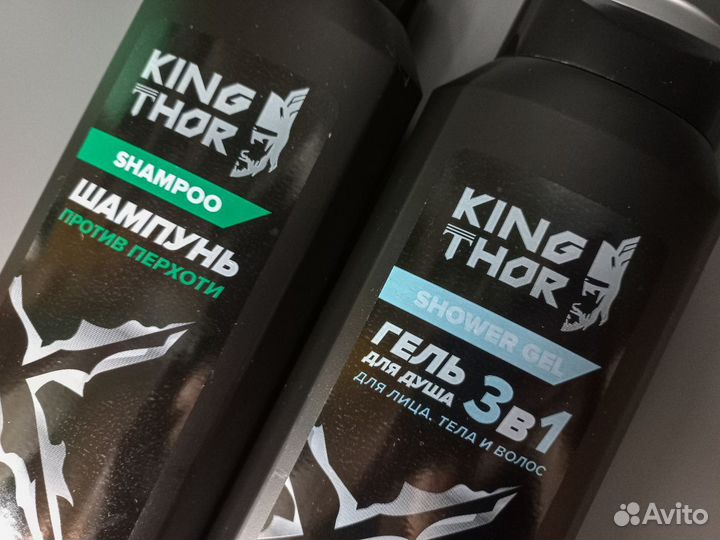 KING
THOR
SHAMPOO
ШАМПУНЬ
ПРОТИВ ПЕРХОТИ
KING
THOR
SHOWER GEL
ГЕЛЬ
ДЛЯ ДУША
3в1
ДЛЯ ЛИЦА, ТЕЛА И ВОЛОС
Avito